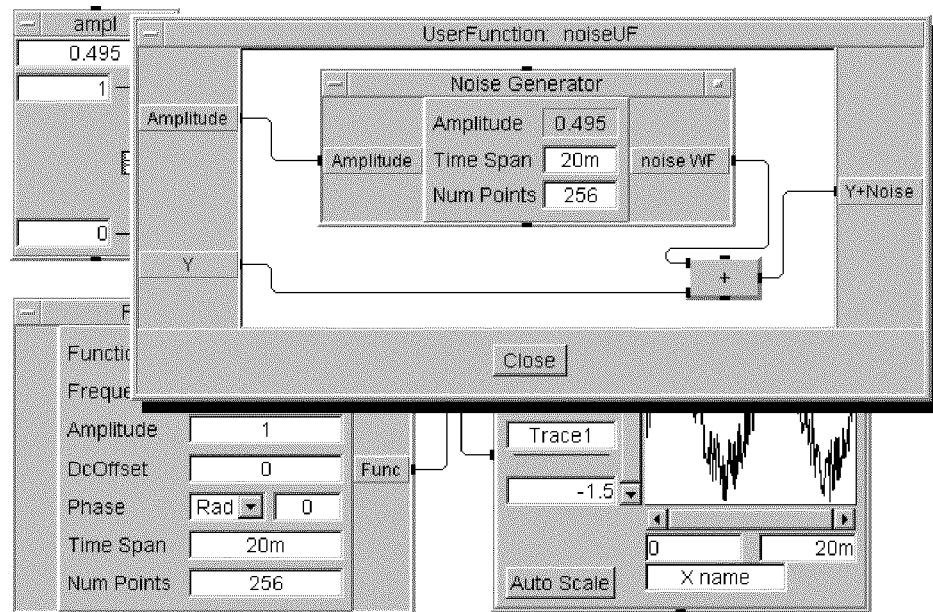 ampl
0.495
1
0
UserFunction: noiseUF
Amplitude
Y
Noise Generator
Amplitude
Amplitude 0.495
Time Span 20m
Num Points 256
noise WF
+
Y+Noise
Close
F
Functio
Freque
Amplitude 1
DcOffset 0
Phase Rad 0
Time Span 20m
Num Points 256
Func
Trace1
-1.5
Auto Scale
0 20m
X name